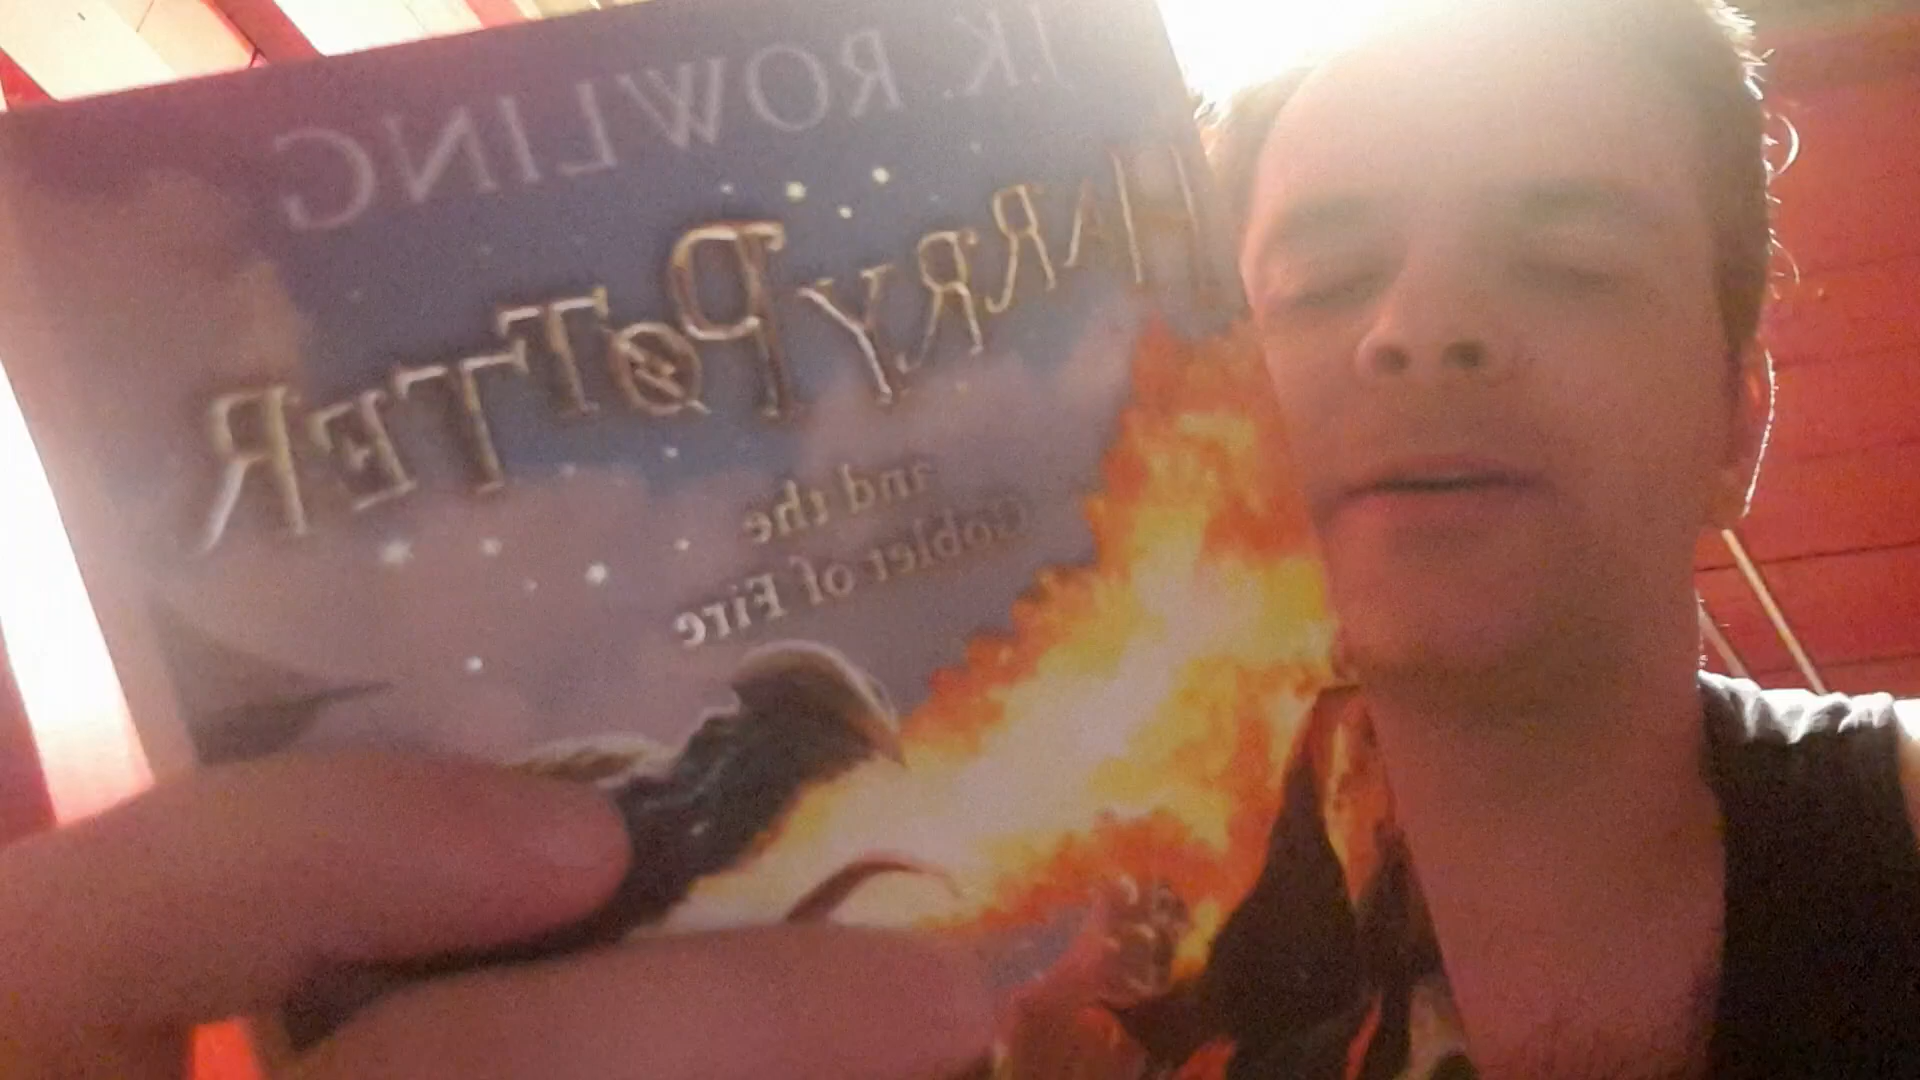 J.K. ROWLING
HARRY POTTER
and the
Goblet of Fire